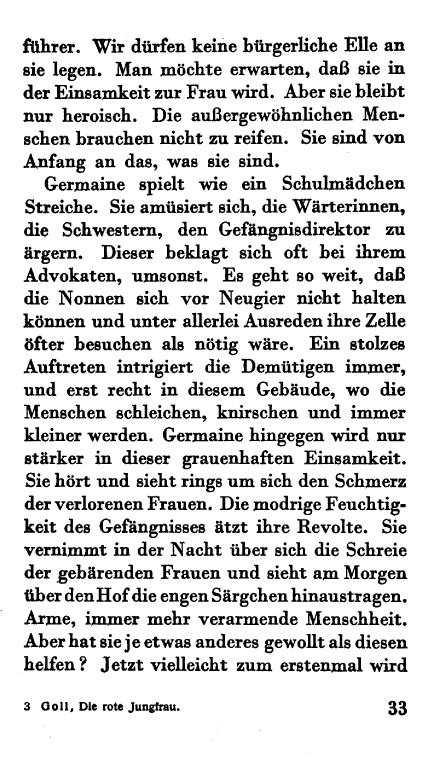 führer. Wir dürfen keine bürgerliche Elle an
sie legen. Man möchte erwarten, daß sie in
der Einsamkeit zur Frau wird. Aber sie bleibt
nur heroisch. Die außergewöhnlichen Men-
schen brauchen nicht zu reifen. Sie sind von
Anfang an das, was sie sind.
Germaine spielt wie ein Schulmädchen
Streiche. Sie amüsiert sich, die Wärterinnen,
die Schwestern, den Gefängnisdirektor zu
ärgern. Dieser beklagt sich oft bei ihrem
Advokaten, umsonst. Es geht so weit, daß
die Nonnen sich vor Neugier nicht halten
können und unter allerlei Ausreden ihre Zelle
öfter besuchen als nötig wäre. Ein stolzes
Auftreten intrigiert die Demütigen immer,
und erst recht in diesem Gebäude, wo die
Menschen schleichen, knirschen und immer
kleiner werden. Germaine hingegen wird nur
stärker in dieser grauenhaften Einsamkeit.
Sie hört und sieht rings um sich den Schmerz
der verlorenen Frauen. Die modrige Feuchtig-
keit des Gefängnisses ätzt ihre Revolte. Sie
vernimmt in der Nacht über sich die Schreie
der gebärenden Frauen und sieht am Morgen
über den Hof die engen Särgchen hinaustragen.
Arme, immer mehr verarmende Menschheit.
Aber hat sie je etwas anderes gewollt als diesen
helfen? Jetzt vielleicht zum erstenmal wird
3 Goll, Die rote Jungfrau. 33